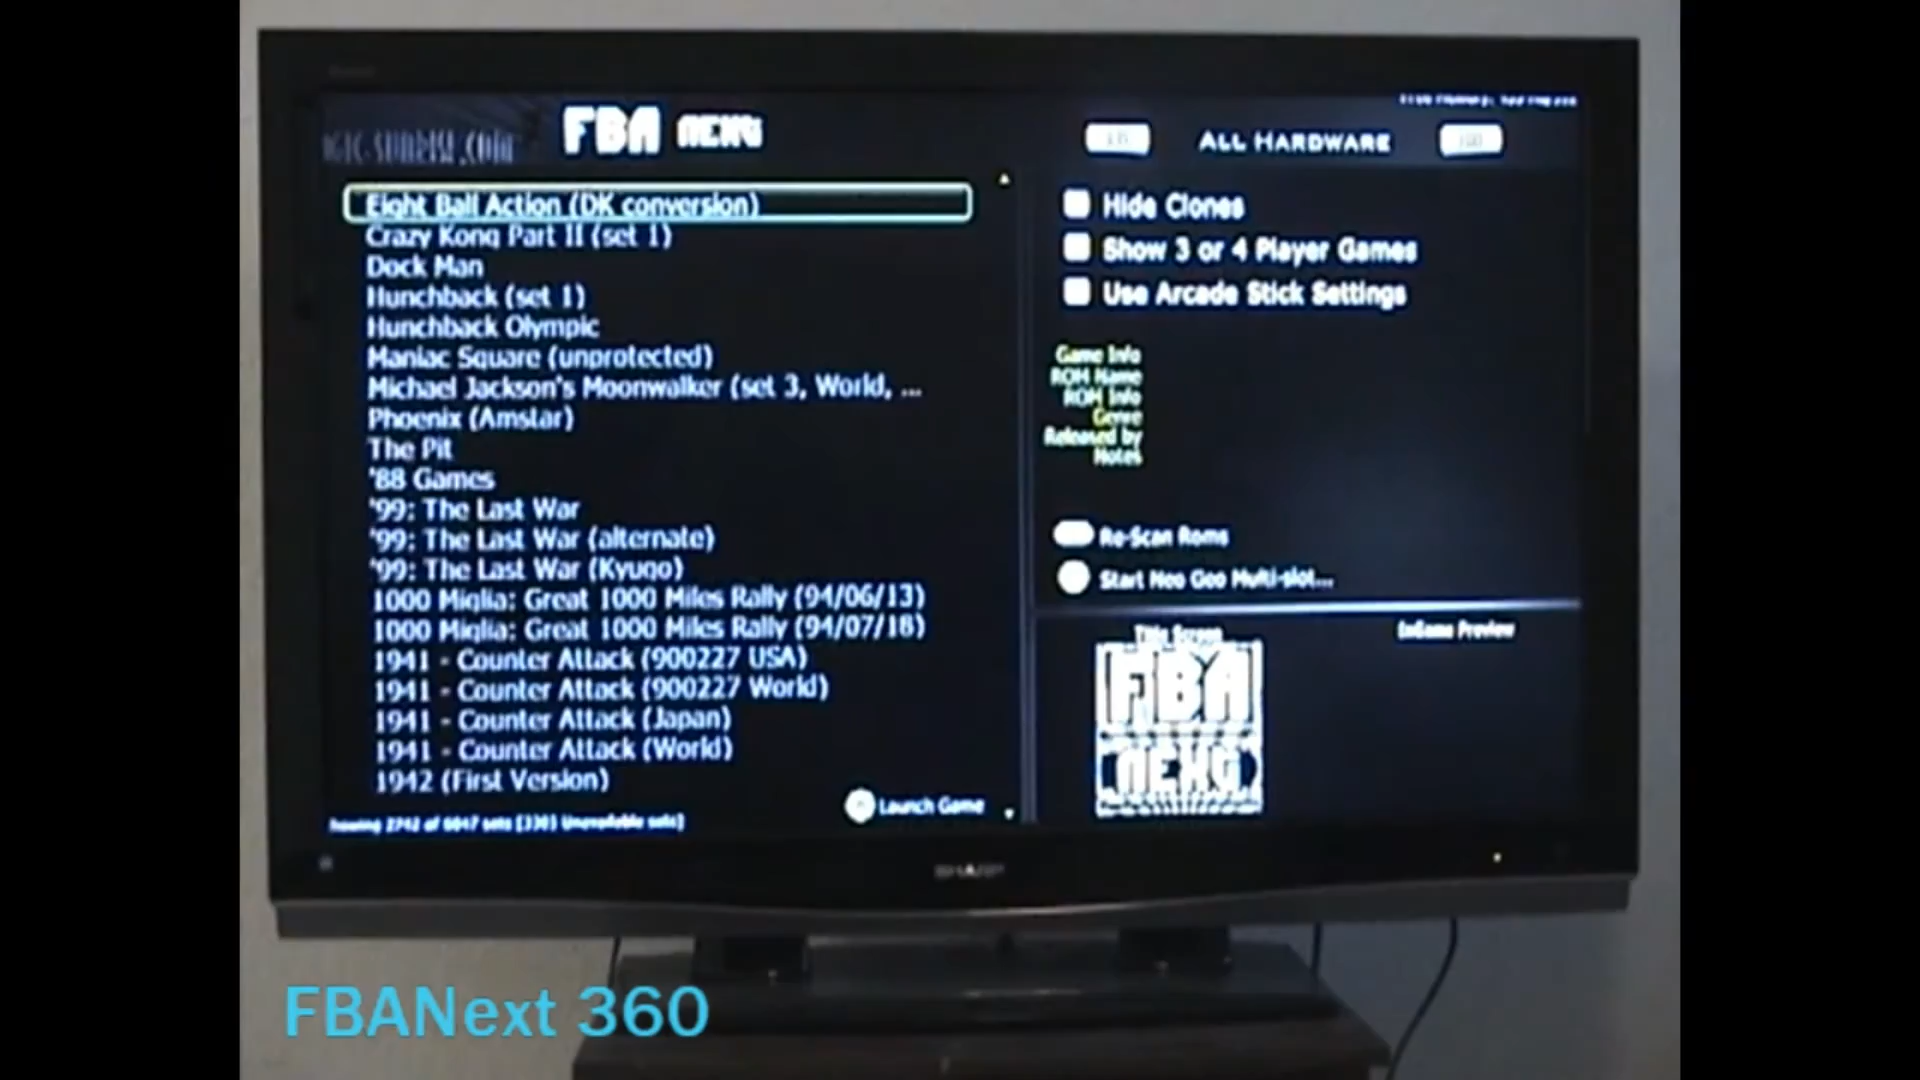 FBA NEXT
ALL HARDWARE
Eight Ball Action (DK conversion)
Crazy Kong Part II (set 1)
Dock Man
Hunchback (set 1)
Hunchback Olympic
Maniac Square (unprotected)
Michael Jackson's Moonwalker (set 3, World, ...
Phoenix (Amstar)
The Pit
'88 Games
'99: The Last War
'99: The Last War (alternate)
'99: The Last War (Kyugo)
1000 Miglia: Great 1000 Miles Rally (94/06/13)
1000 Miglia: Great 1000 Miles Rally (94/07/18)
1941 - Counter Attack (900227 USA)
1941 - Counter Attack (900227 World)
1941 - Counter Attack (Japan)
1941 - Counter Attack (World)
1942 (First Version)
Launch Game
Hide Clones
Show 3 or 4 Player Games
Use Arcade Stick Settings
Game Info
ROM Name
ROM Info
Genre
Released by
Notes
Re-Scan Roms
Start Neo Geo Multi-slot...
Title Screen
InGame Preview
FBA
NEXT
SHARP
FBANext 360